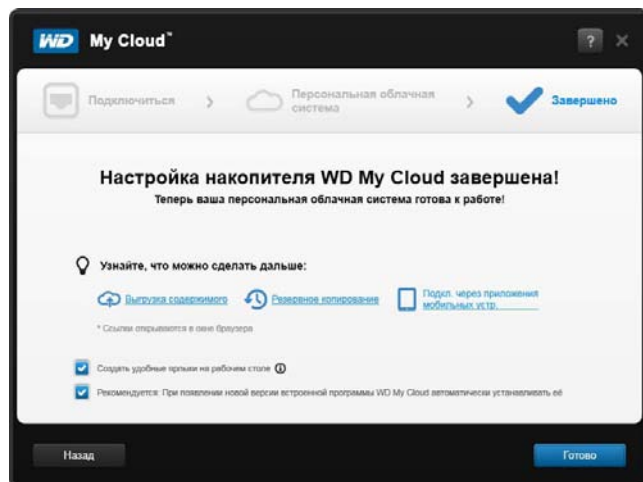 WD My Cloud™ ? ×
Подключиться > Персональная облачная > Завершено
система
Настройка накопителя WD My Cloud завершена!
Теперь ваша персональная облачная система готова к работе!
Узнайте, что можно сделать дальше:
Выгрузка содержимого
Резервное копирование
Подкл. через приложения
мобильных устр.
* Ссылки открываются в окне браузера
Создать удобные ярлыки на рабочем столе
Рекомендуется: При появлении новой версии встроенной программы WD My Cloud автоматически устанавливать её
Назад
Готово